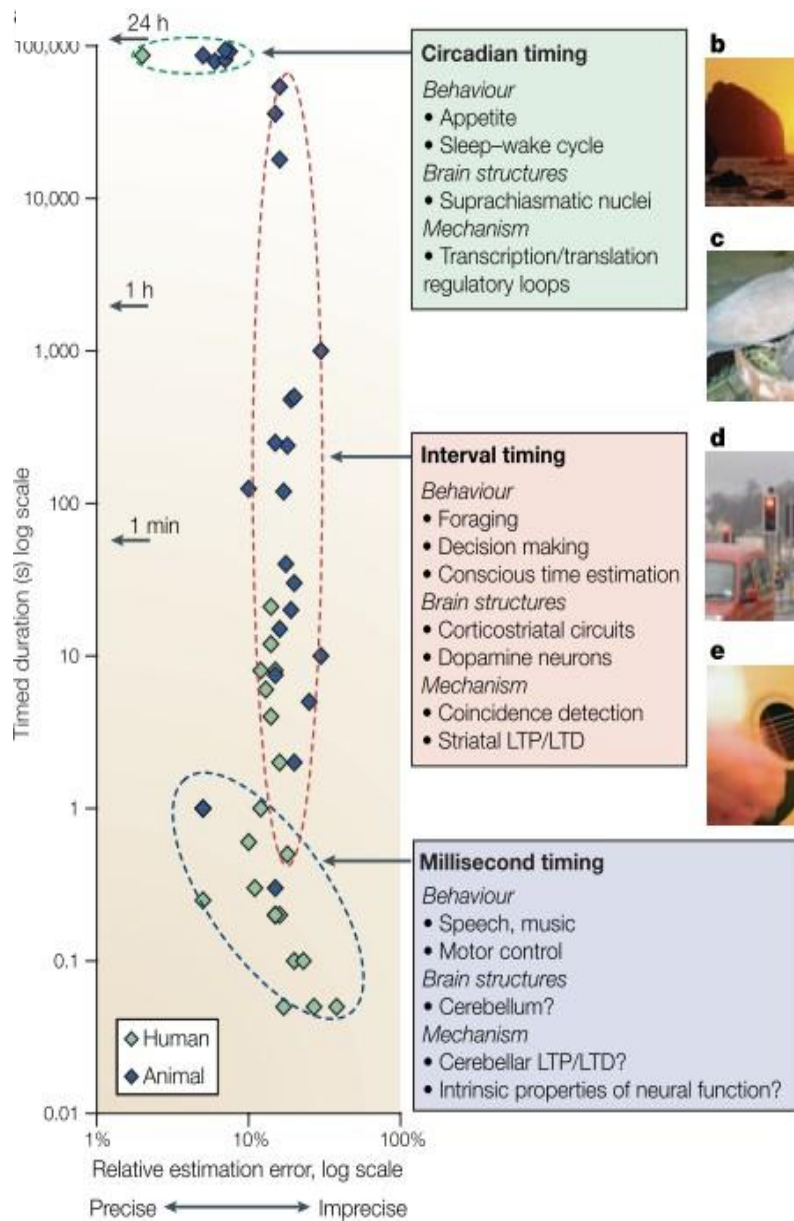 24 h
100,000
10,000
1 h
1,000
100
1 min
10
1
0.1
0.01
Timed duration (s) log scale
Human
Animal
1%
10%
100%
Relative estimation error, log scale
Precise
Imprecise
Circadian timing
Behaviour
• Appetite
• Sleep–wake cycle
Brain structures
• Suprachiasmatic nuclei
Mechanism
• Transcription/translation
regulatory loops
Interval timing
Behaviour
• Foraging
• Decision making
• Conscious time estimation
Brain structures
• Corticostriatal circuits
• Dopamine neurons
Mechanism
• Coincidence detection
• Striatal LTP/LTD
Millisecond timing
Behaviour
• Speech, music
• Motor control
Brain structures
• Cerebellum?
Mechanism
• Cerebellar LTP/LTD?
• Intrinsic properties of neural function?
b
c
d
e